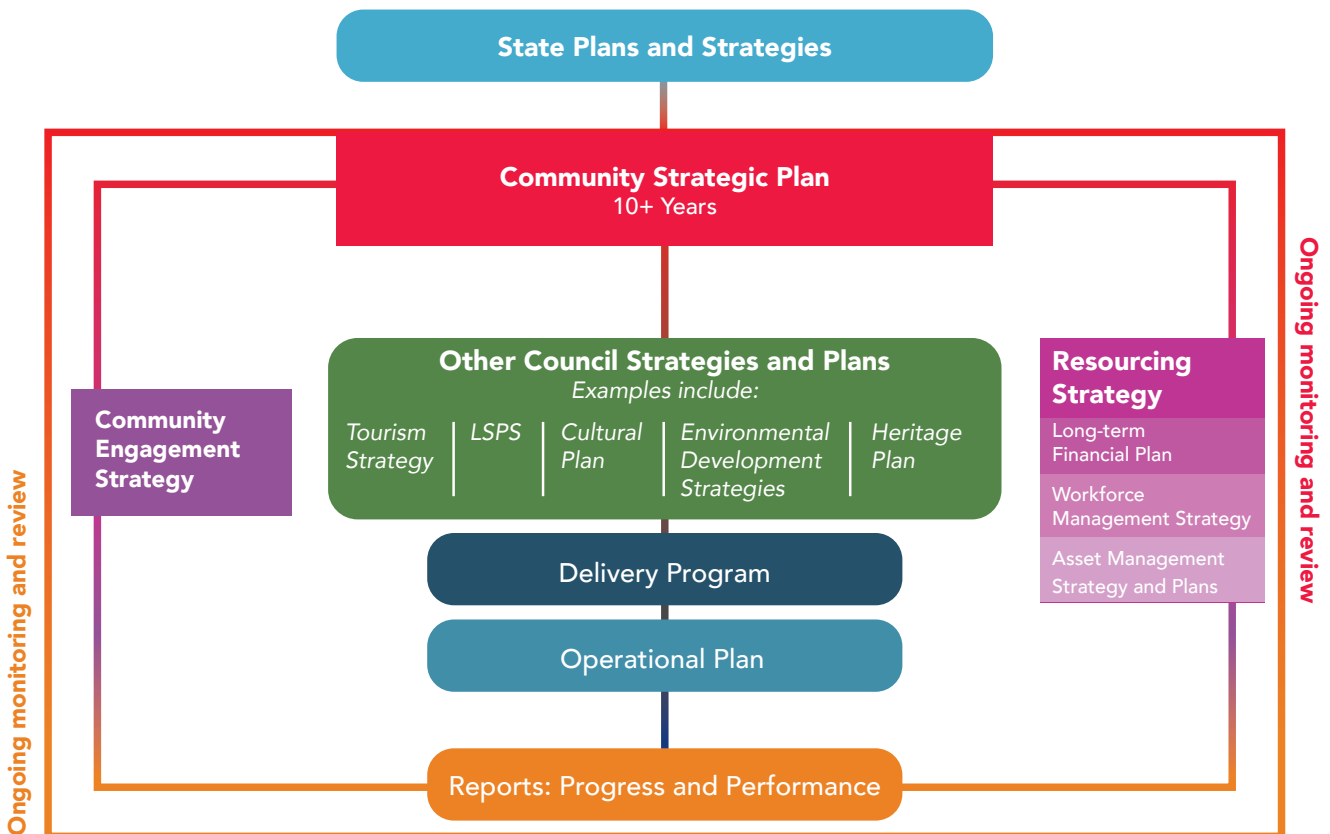 State Plans and Strategies
Community Strategic Plan
10+ Years
Other Council Strategies and Plans
Examples include:
Tourism
Strategy
LSPS
Cultural
Plan
Environmental
Development
Strategies
Heritage
Plan
Community
Engagement
Strategy
Resourcing
Strategy
Long-term
Financial Plan
Workforce
Management Strategy
Asset Management
Strategy and Plans
Delivery Program
Operational Plan
Reports: Progress and Performance
Ongoing monitoring and review
Ongoing monitoring and review